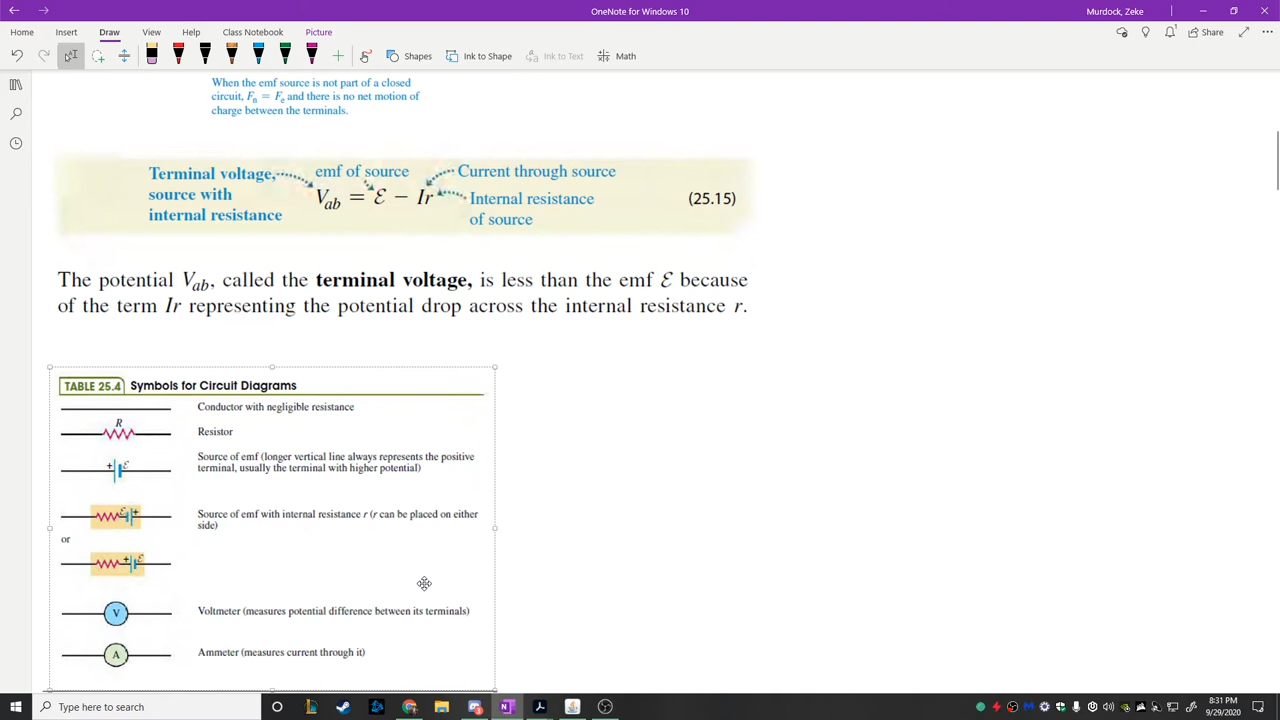 OneNote for Windows 10
Murdock, Zeke
Home Insert Draw View Help Class Notebook Picture
Share
Shapes Ink to Shape Ink to Text Math
When the emf source is not part of a closed
circuit, Fn = Fe and there is no net motion of
charge between the terminals.
Terminal voltage,
source with
internal resistance
emf of source
Current through source
Vab = ℰ − Ir
Internal resistance
of source
(25.15)
The potential Vab, called the terminal voltage, is less than the emf ℰ because
of the term Ir representing the potential drop across the internal resistance r.
TABLE 25.4 Symbols for Circuit Diagrams
Conductor with negligible resistance
R
Resistor
+ ℰ
Source of emf (longer vertical line always represents the positive
terminal, usually the terminal with higher potential)
ℰ +
Source of emf with internal resistance r (r can be placed on either
side)
or
+ ℰ
V
Voltmeter (measures potential difference between its terminals)
A
Ammeter (measures current through it)
Type here to search
8:31 PM
9/29/2020